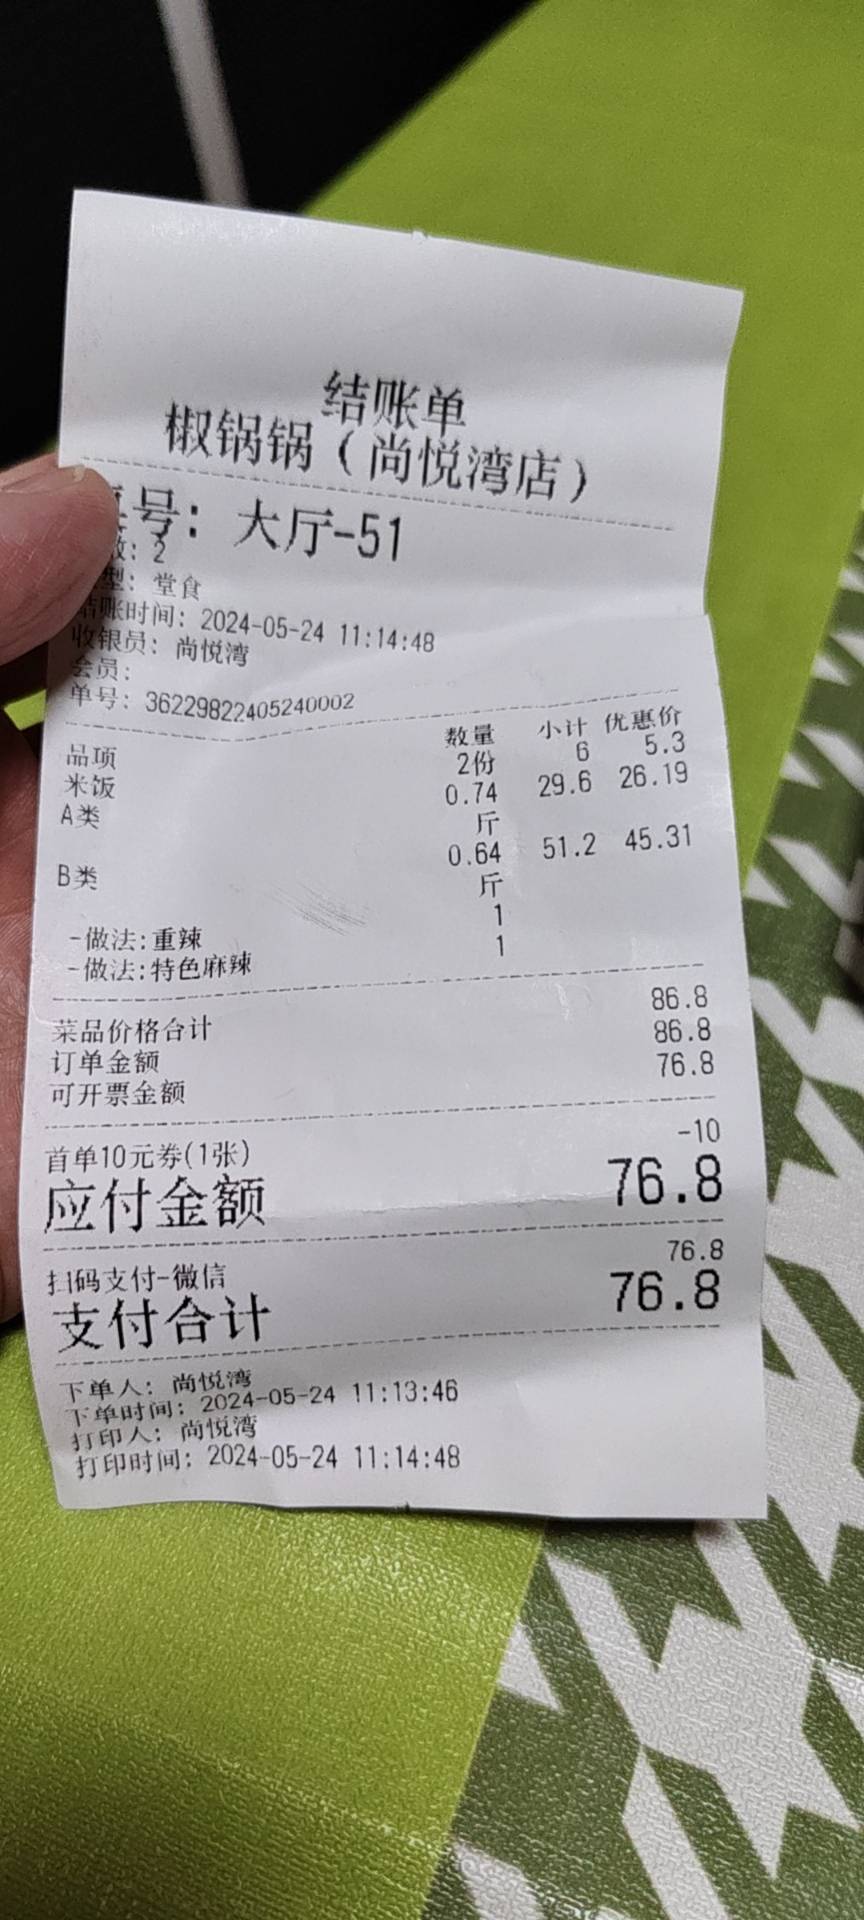 结账单
椒锅锅（尚悦湾店）
号：大厅-51
数：2
型：堂食
结账时间：2024-05-24 11:14:48
收银员：尚悦湾
会员：
单号：36229822405240002
品项 数量 小计 优惠价
米饭 2份 6 5.3
A类 0.74 29.6 26.19
斤
B类 0.64 51.2 45.31
斤
-做法:重辣 1
-做法:特色麻辣 1
菜品价格合计 86.8
订单金额 86.8
可开票金额 76.8
首单10元券(1张) -10
应付金额 76.8
扫码支付-微信 76.8
支付合计 76.8
下单人：尚悦湾
下单时间：2024-05-24 11:13:46
打印人：尚悦湾
打印时间：2024-05-24 11:14:48